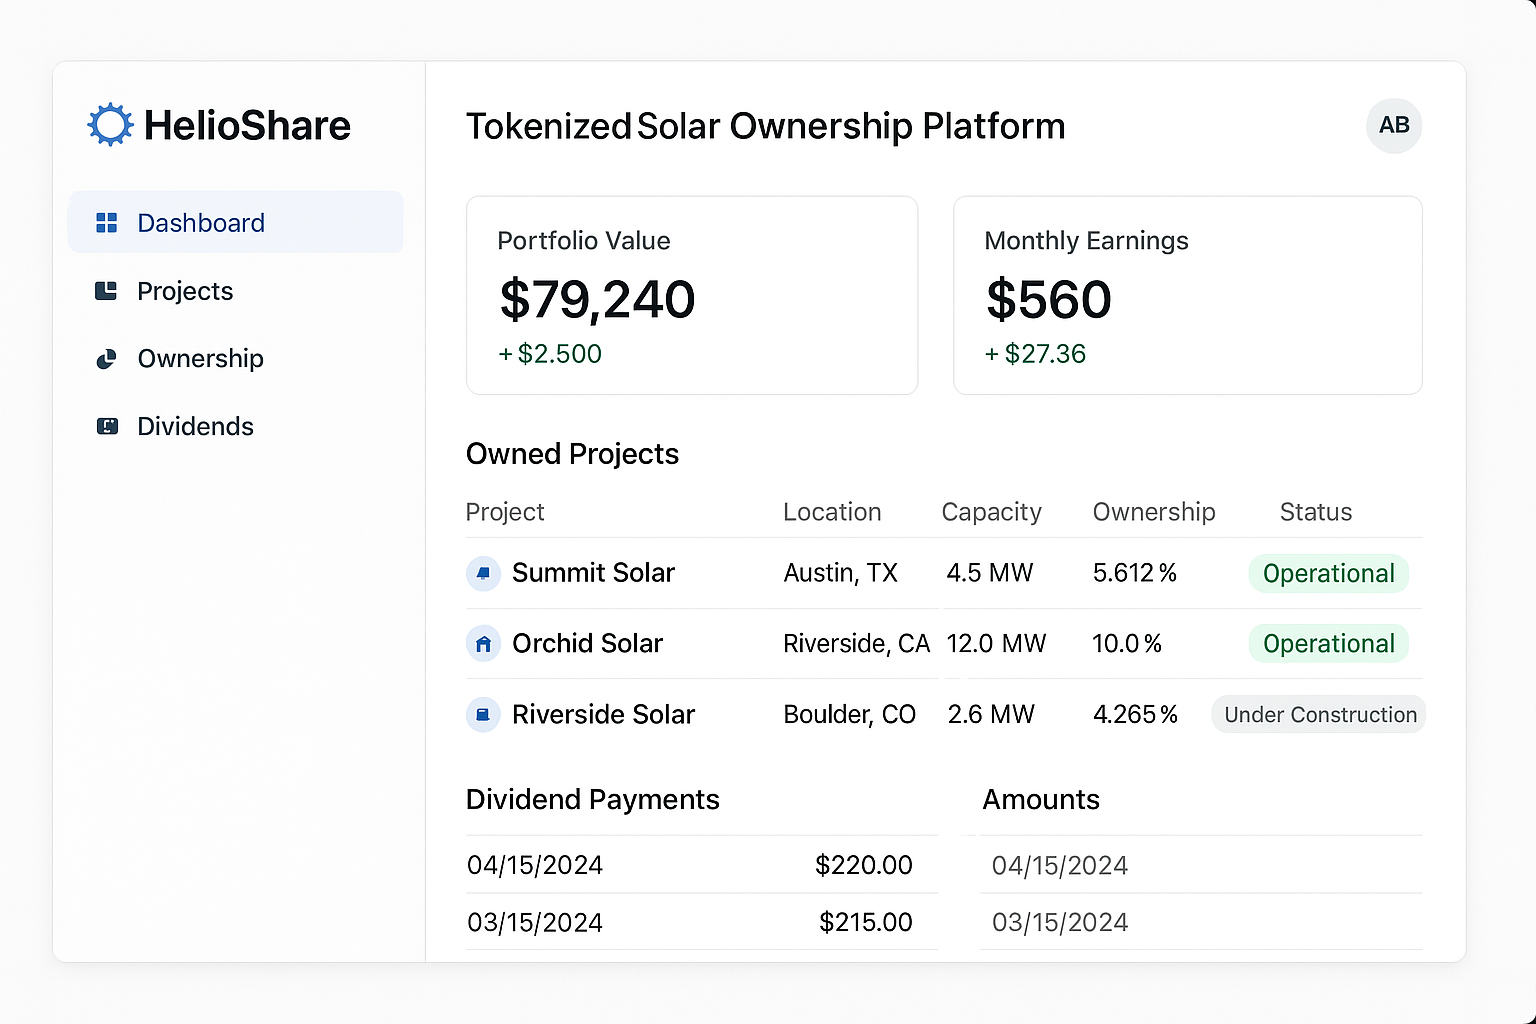 HelioShare
Dashboard
Projects
Ownership
Dividends
Tokenized Solar Ownership Platform
AB
Portfolio Value
$79,240
+ $2.500
Monthly Earnings
$560
+ $27.36
Owned Projects
Project Location Capacity Ownership Status
Summit Solar Austin, TX 4.5 MW 5.612 % Operational
Orchid Solar Riverside, CA 12.0 MW 10.0 % Operational
Riverside Solar Boulder, CO 2.6 MW 4.265 % Under Construction
Dividend Payments Amounts
04/15/2024 $220.00 04/15/2024
03/15/2024 $215.00 03/15/2024